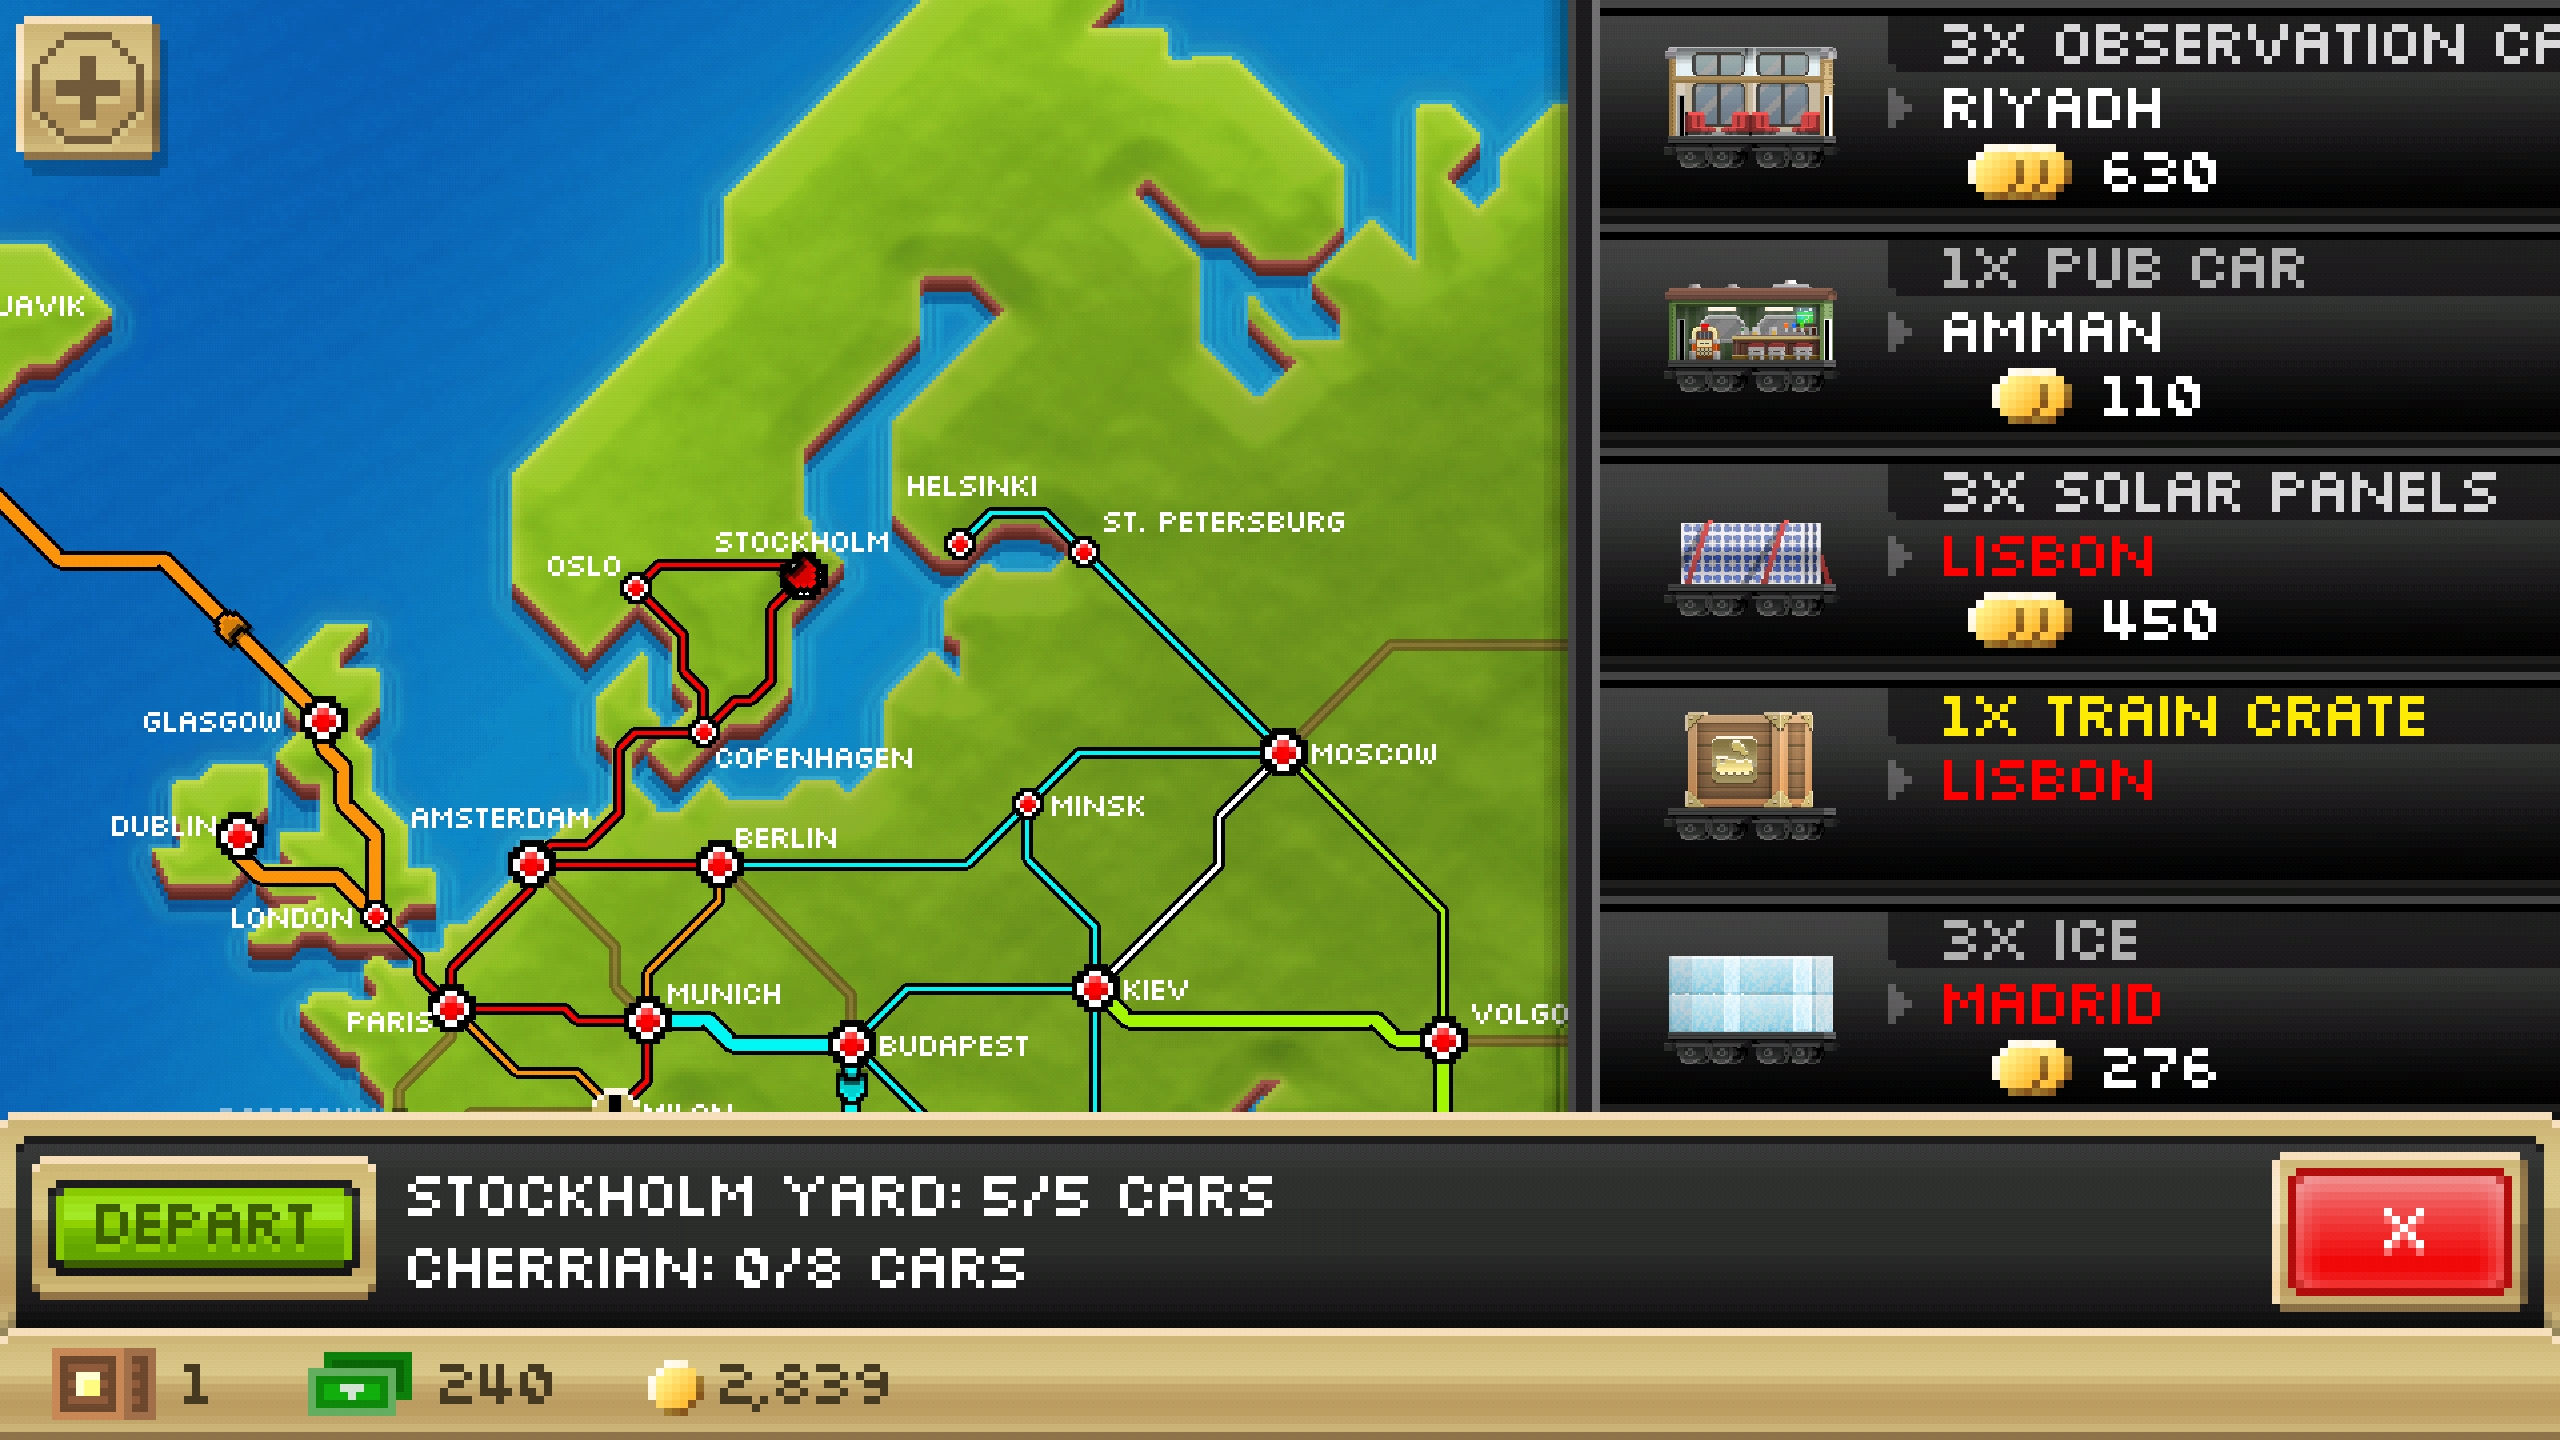 3X OBSERVATION CA
RIYADH
630
1X PUB CAR
AMMAN
110
3X SOLAR PANELS
LISBON
450
1X TRAIN CRATE
LISBON
3X ICE
MADRID
276
JAVIK
HELSINKI
ST. PETERSBURG
STOCKHOLM
OSLO
GLASGOW
MOSCOW
COPENHAGEN
MINSK
DUBLIN
AMSTERDAM
BERLIN
LONDON
MUNICH
KIEV
VOLGO
PARIS
BUDAPEST
MILAN
DEPART
STOCKHOLM YARD: 5/5 CARS
CHERRIAN: 0/8 CARS
X
1
240
2,839